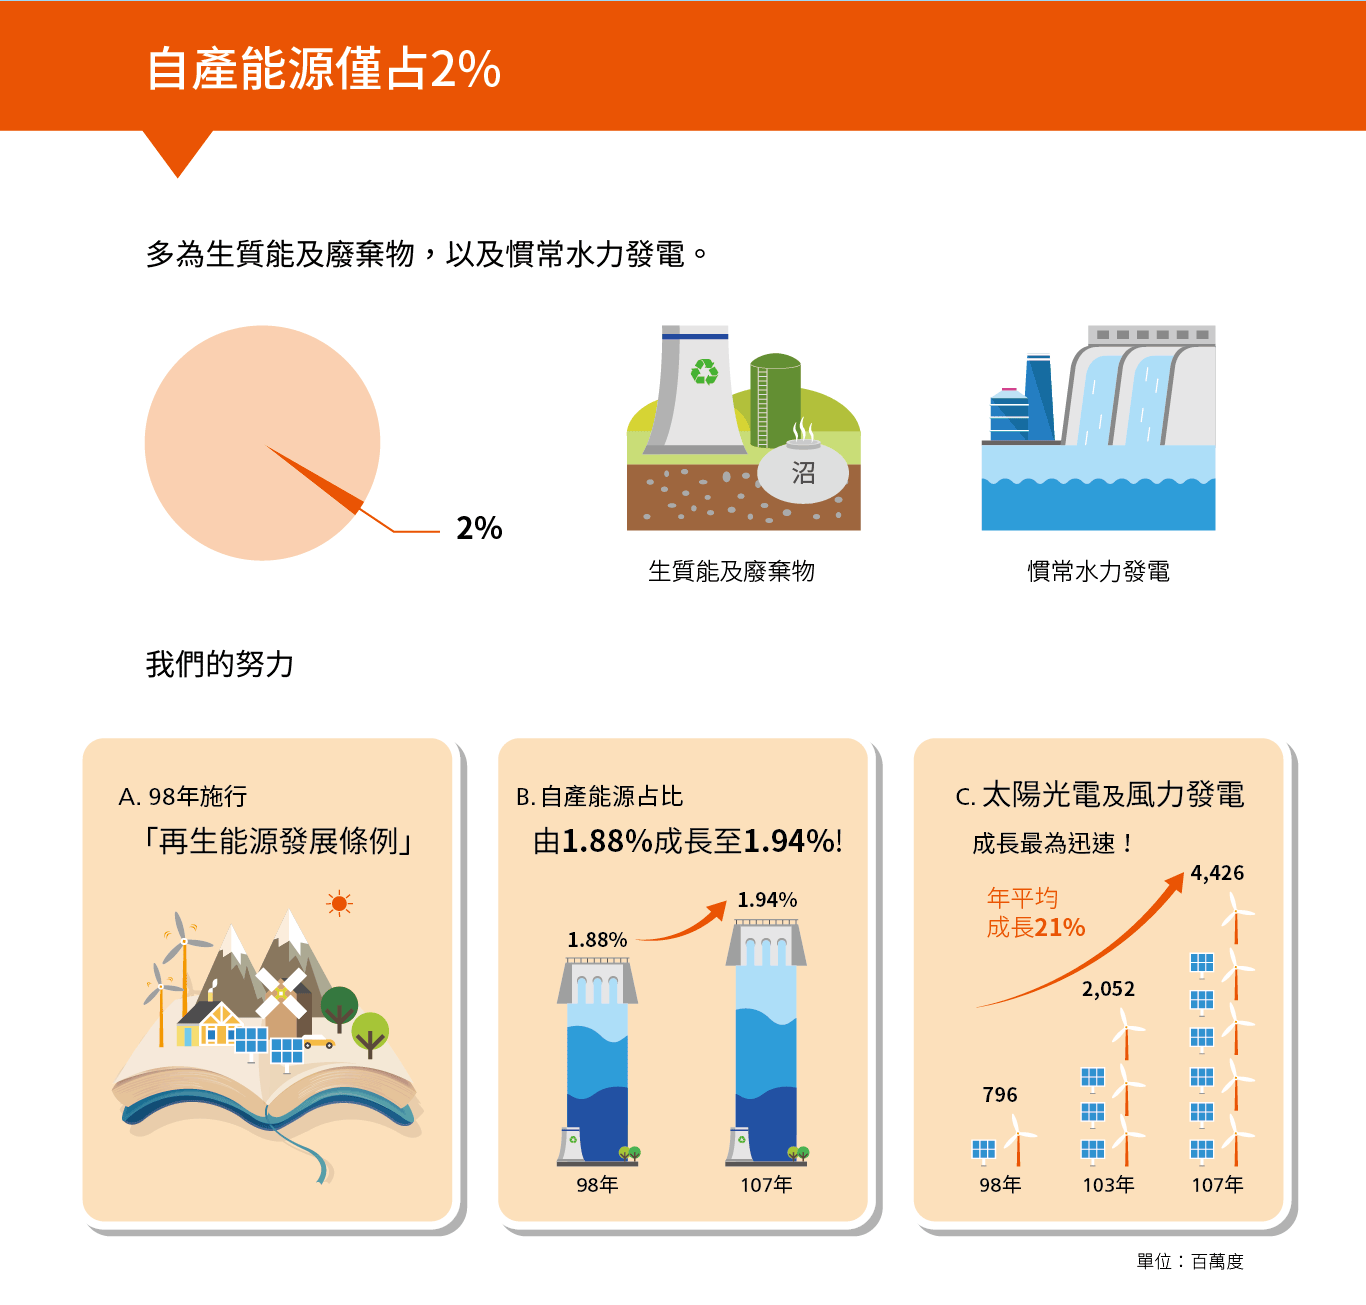 自產能源僅占2%
多為生質能及廢棄物，以及慣常水力發電。
2%
沼
生質能及廢棄物
慣常水力發電
我們的努力
A. 98年施行
「再生能源發展條例」
B. 自產能源占比
由1.88%成長至1.94%!
1.88%
1.94%
98年
107年
C. 太陽光電及風力發電
成長最為迅速！
年平均
成長21%
796
2,052
4,426
98年
103年
107年
單位：百萬度